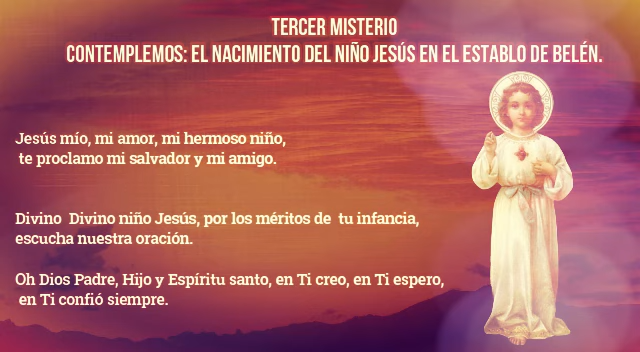 TERCER MISTERIO
CONTEMPLEMOS: EL NACIMIENTO DEL NIÑO JESÚS EN EL ESTABLO DE BELÉN.
Jesús mío, mi amor, mi hermoso niño,
te proclamo mi salvador y mi amigo.
Divino Divino niño Jesús, por los méritos de tu infancia,
escucha nuestra oración.
Oh Dios Padre, Hijo y Espíritu santo, en Ti creo, en Ti espero,
en Ti confió siempre.